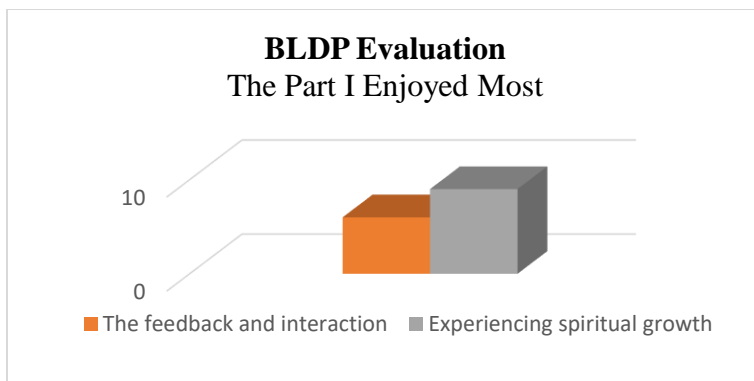 BLDP Evaluation
The Part I Enjoyed Most
10
0
The feedback and interaction Experiencing spiritual growth